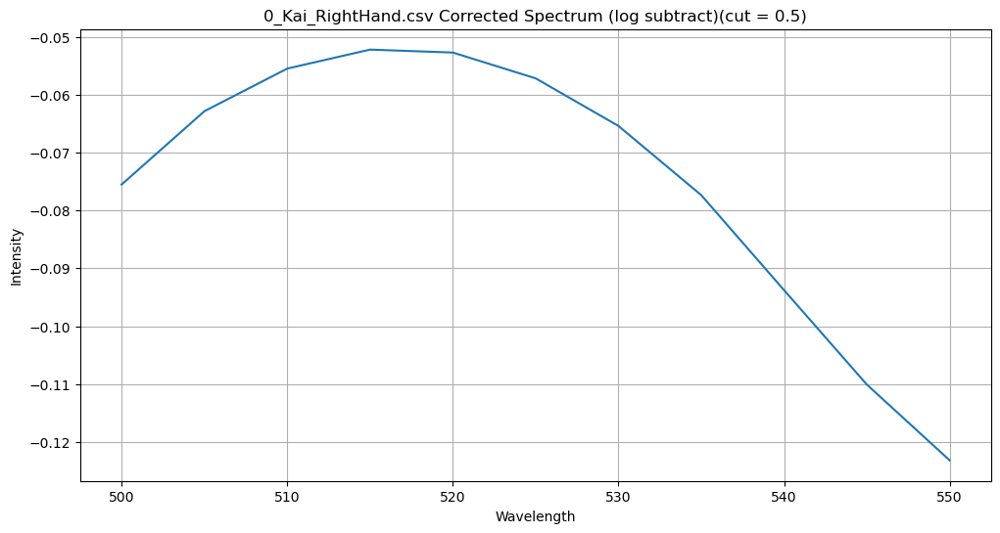 0_Kai_RightHand.csv Corrected Spectrum (log subtract)(cut = 0.5)
−0.05
−0.06
−0.07
−0.08
−0.09
−0.10
−0.11
−0.12
Intensity
500 510 520 530 540 550
Wavelength